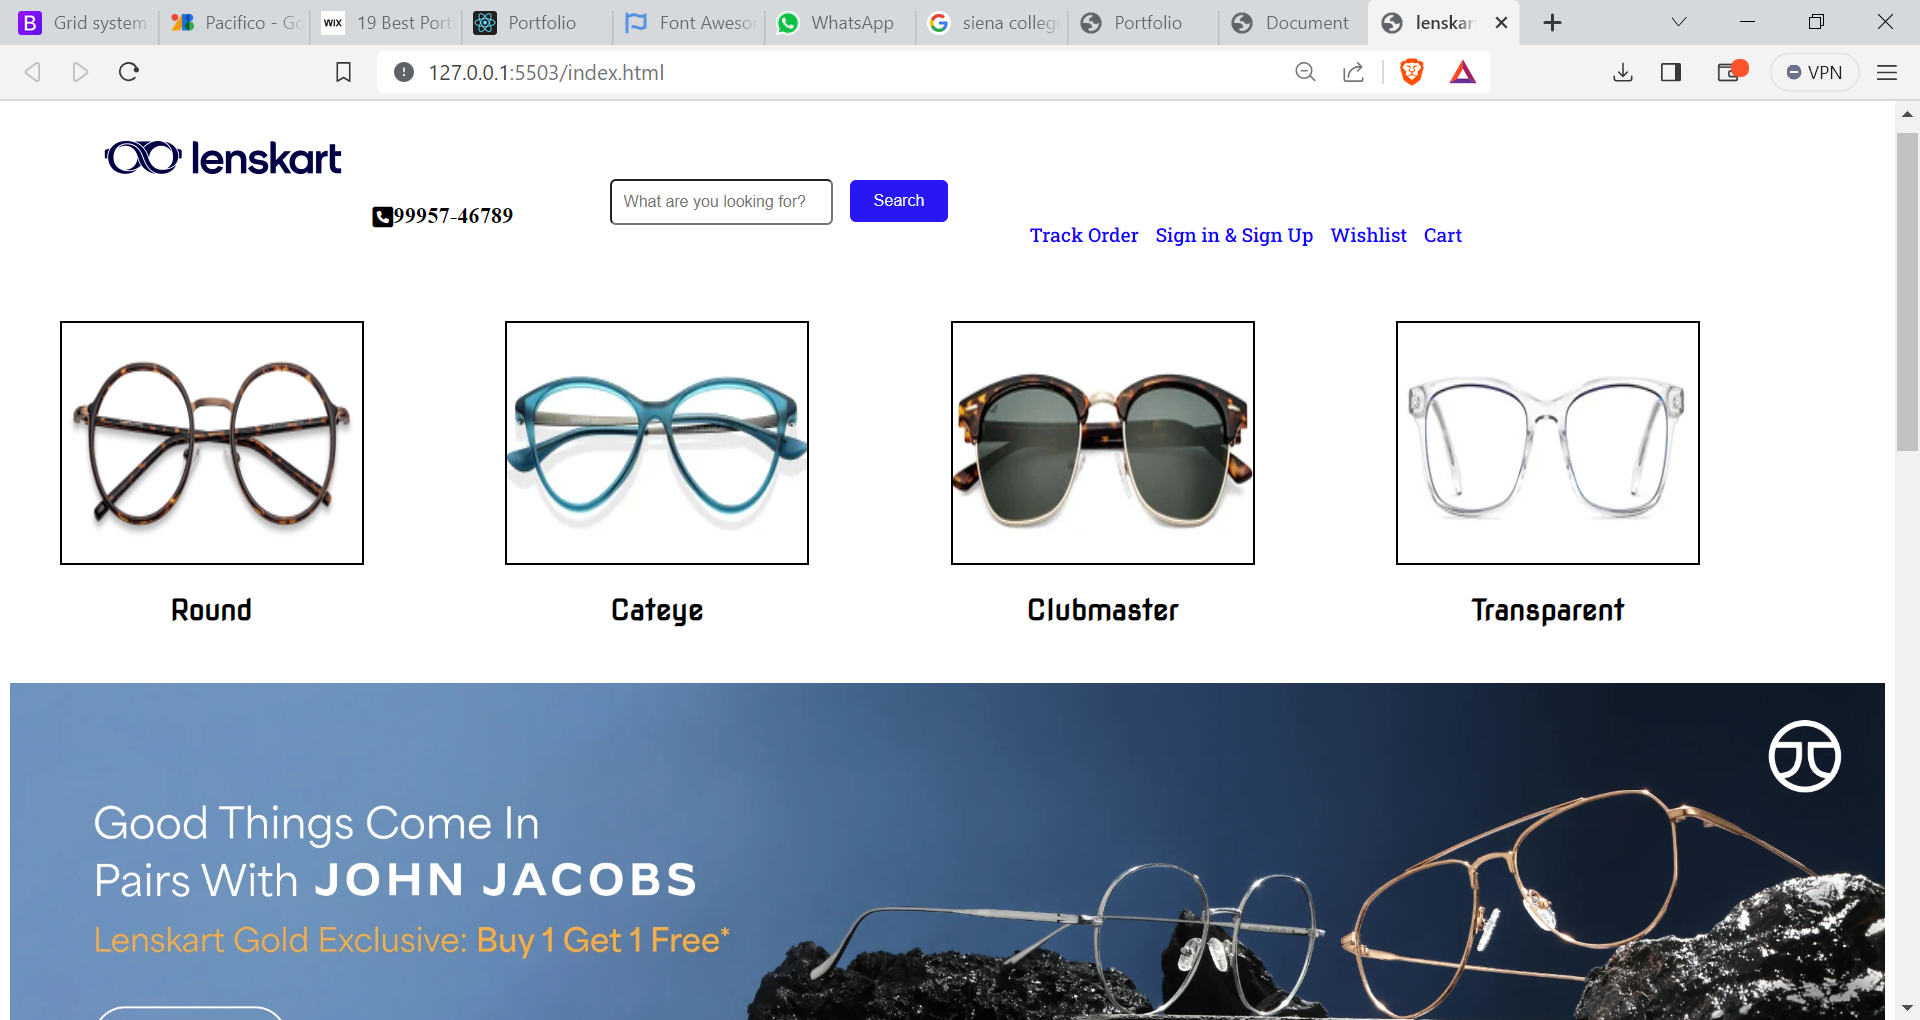 B Grid system
Pacifico - Go
WIX 19 Best Port
Portfolio
Font Aweso
WhatsApp
G siena colleg
Portfolio
Document
lenskar
127.0.0.1:5503/index.html
VPN
lenskart
99957-46789
What are you looking for?
Search
Track Order Sign in & Sign Up Wishlist Cart
Round
Cateye
Clubmaster
Transparent
Good Things Come In
Pairs With JOHN JACOBS
Lenskart Gold Exclusive: Buy 1 Get 1 Free*